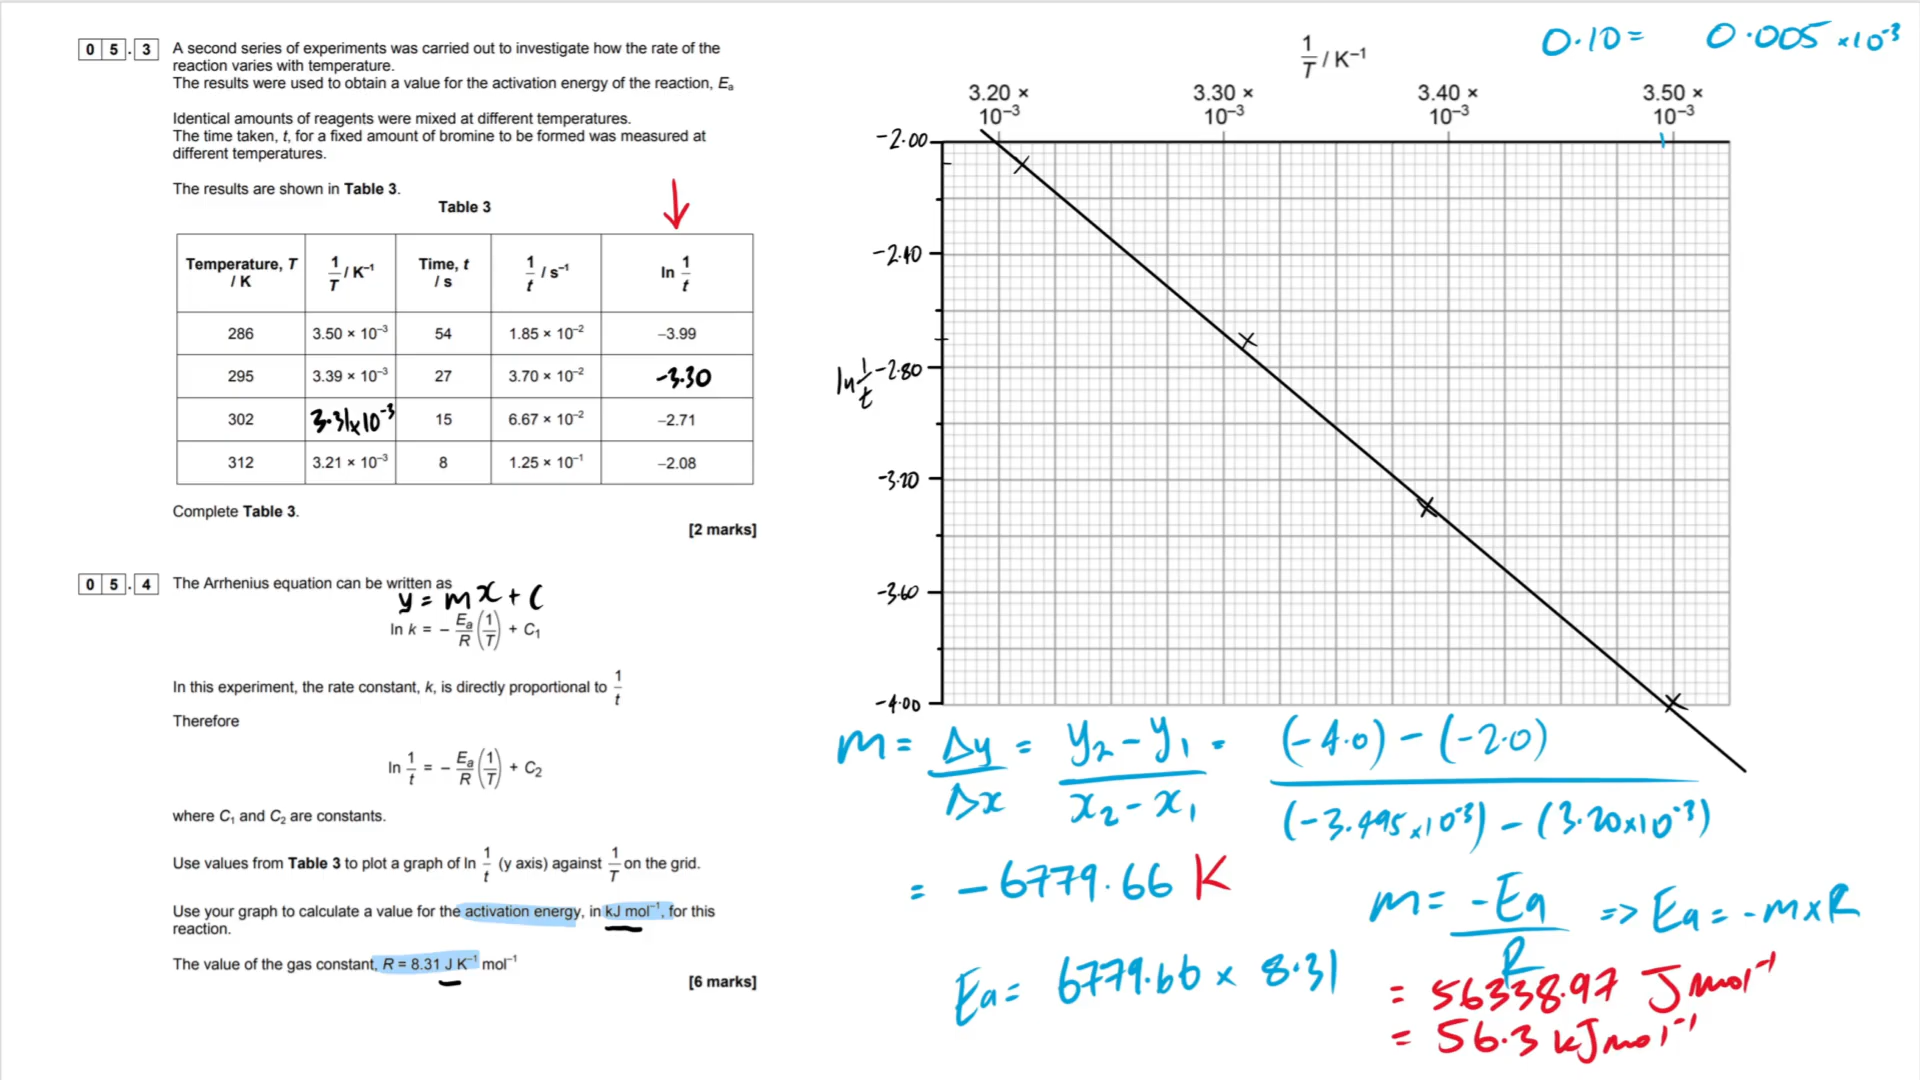 0 5 . 3
A second series of experiments was carried out to investigate how the rate of the
reaction varies with temperature.
The results were used to obtain a value for the activation energy of the reaction, Eₐ
Identical amounts of reagents were mixed at different temperatures.
The time taken, t, for a fixed amount of bromine to be formed was measured at
different temperatures.
The results are shown in Table 3.
Table 3
Temperature, T / K | 1/T / K⁻¹ | Time, t / s | 1/t / s⁻¹ | ln 1/t
286 | 3.50 × 10⁻³ | 54 | 1.85 × 10⁻² | −3.99
295 | 3.39 × 10⁻³ | 27 | 3.70 × 10⁻² | -3.30
302 | 3.31x10⁻³ | 15 | 6.67 × 10⁻² | −2.71
312 | 3.21 × 10⁻³ | 8 | 1.25 × 10⁻¹ | −2.08
Complete Table 3.
[2 marks]
0 5 . 4
The Arrhenius equation can be written as
y = mx + c
ln k = − Eₐ/R (1/T) + C₁
In this experiment, the rate constant, k, is directly proportional to 1/t
Therefore
ln 1/t = − Eₐ/R (1/T) + C₂
where C₁ and C₂ are constants.
Use values from Table 3 to plot a graph of ln 1/t (y axis) against 1/T on the grid.
Use your graph to calculate a value for the activation energy, in kJ mol⁻¹, for this
reaction.
The value of the gas constant, R = 8.31 J K⁻¹ mol⁻¹
[6 marks]
0.10 = 0.005 x10⁻³
1/T / K⁻¹
3.20 × 10⁻³
3.30 × 10⁻³
3.40 × 10⁻³
3.50 × 10⁻³
-2.00
-2.40
ln 1/t
-2.80
-3.20
-3.60
-4.00
m = Δy/Δx = y₂-y₁/x₂-x₁ = (-4.0) - (-2.0)/(-3.495x10⁻³) - (3.20x10⁻³)
= -6779.66 K
m = -Ea/R => Ea = -m x R
Ea = 6779.66 x 8.31
= 56338.97 J mol⁻¹
= 56.3 kJ mol⁻¹